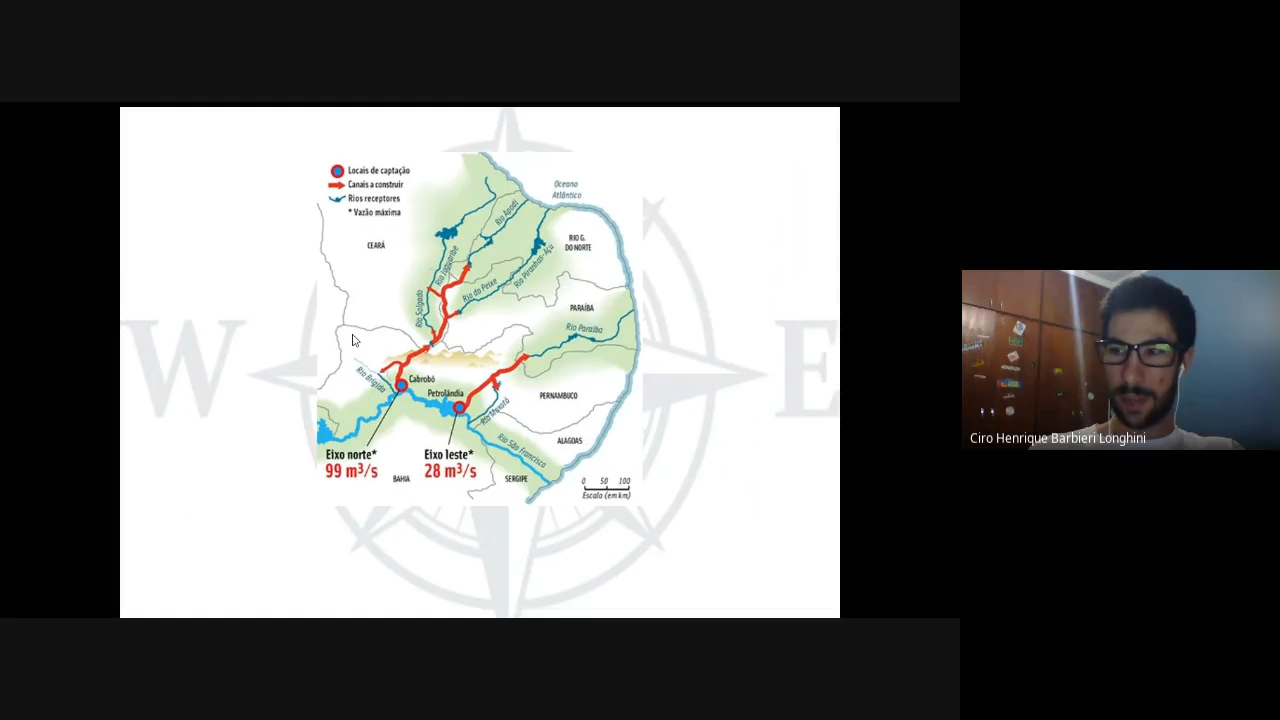 Locais de captação
Canais a construir
Rios receptores
* Vazão máxima
Oceano
Atlântico
CEARÁ
Rio Apodi
RIO G.
DO NORTE
Rio Jaguaribe
Rio Piranhas-Açu
Rio do Peixe
Rio Salgado
PARAÍBA
Rio Paraíba
W
E
Rio Brígida
Cabrobó
Petrolândia
PERNAMBUCO
Rio Moxotó
ALAGOAS
Rio São Francisco
Eixo norte*
99 m³/s
Eixo leste*
28 m³/s
BAHIA
SERGIPE
0 50 100
Escala (em km)
Ciro Henrique Barbieri Longhini